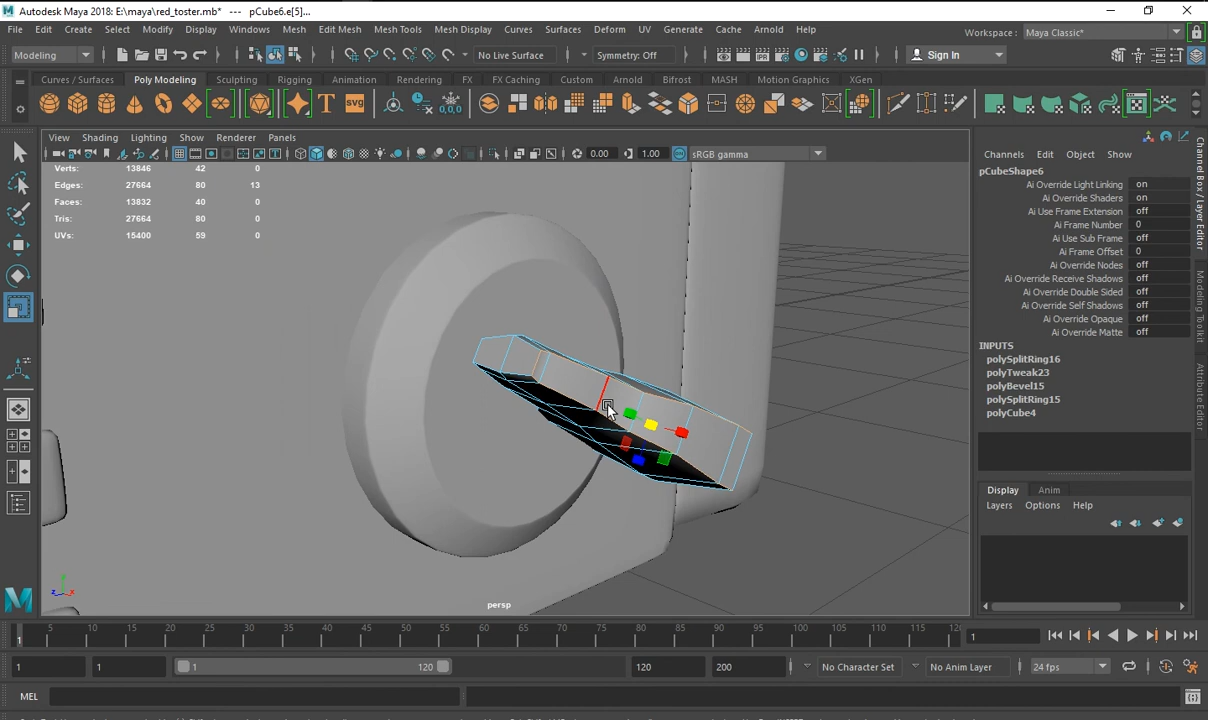 Autodesk Maya 2018: E:\maya\red_toster.mb* --- pCube6.e[5]...
File Edit Create Select Modify Display Windows Mesh Edit Mesh Mesh Tools Mesh Display Curves Surfaces Deform UV Generate Cache Arnold Help Workspace : Maya Classic*
Modeling No Live Surface Symmetry: Off Sign In
Curves / Surfaces Poly Modeling Sculpting Rigging Animation Rendering FX FX Caching Custom Arnold Bifrost MASH Motion Graphics XGen
View Shading Lighting Show Renderer Panels
0.00 1.00 sRGB gamma
Verts: 13846 42 0
Edges: 27664 80 13
Faces: 13832 40 0
Tris: 27664 80 0
UVs: 15400 59 0
persp
Channels Edit Object Show
pCubeShape6
Ai Override Light Linking on
Ai Override Shaders on
Ai Use Frame Extension off
Ai Frame Number 0
Ai Use Sub Frame off
Ai Frame Offset 0
Ai Override Nodes off
Ai Override Receive Shadows off
Ai Override Double Sided off
Ai Override Self Shadows off
Ai Override Opaque off
Ai Override Matte off
INPUTS
polySplitRing16
polyTweak23
polyBevel15
polySplitRing15
polyCube4
Display Anim
Layers Options Help
Channel Box / Layer Editor
Modeling Toolkit
Attribute Editor
1 5 10 15 20 25 30 35 40 45 50 55 60 65 70 75 80 85 90 95 100 105 110 115 12 1
1 1 1 120 120 200 No Character Set No Anim Layer 24 fps
MEL